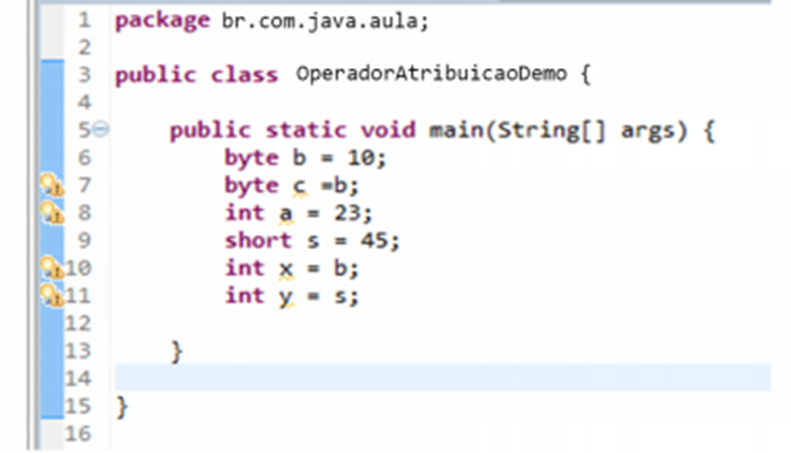 1 package br.com.java.aula;
2
3 public class OperadorAtribuicaoDemo {
4
5 public static void main(String[] args) {
6 byte b = 10;
7 byte c =b;
8 int a = 23;
9 short s = 45;
10 int x = b;
11 int y = s;
12
13 }
14
15 }
16